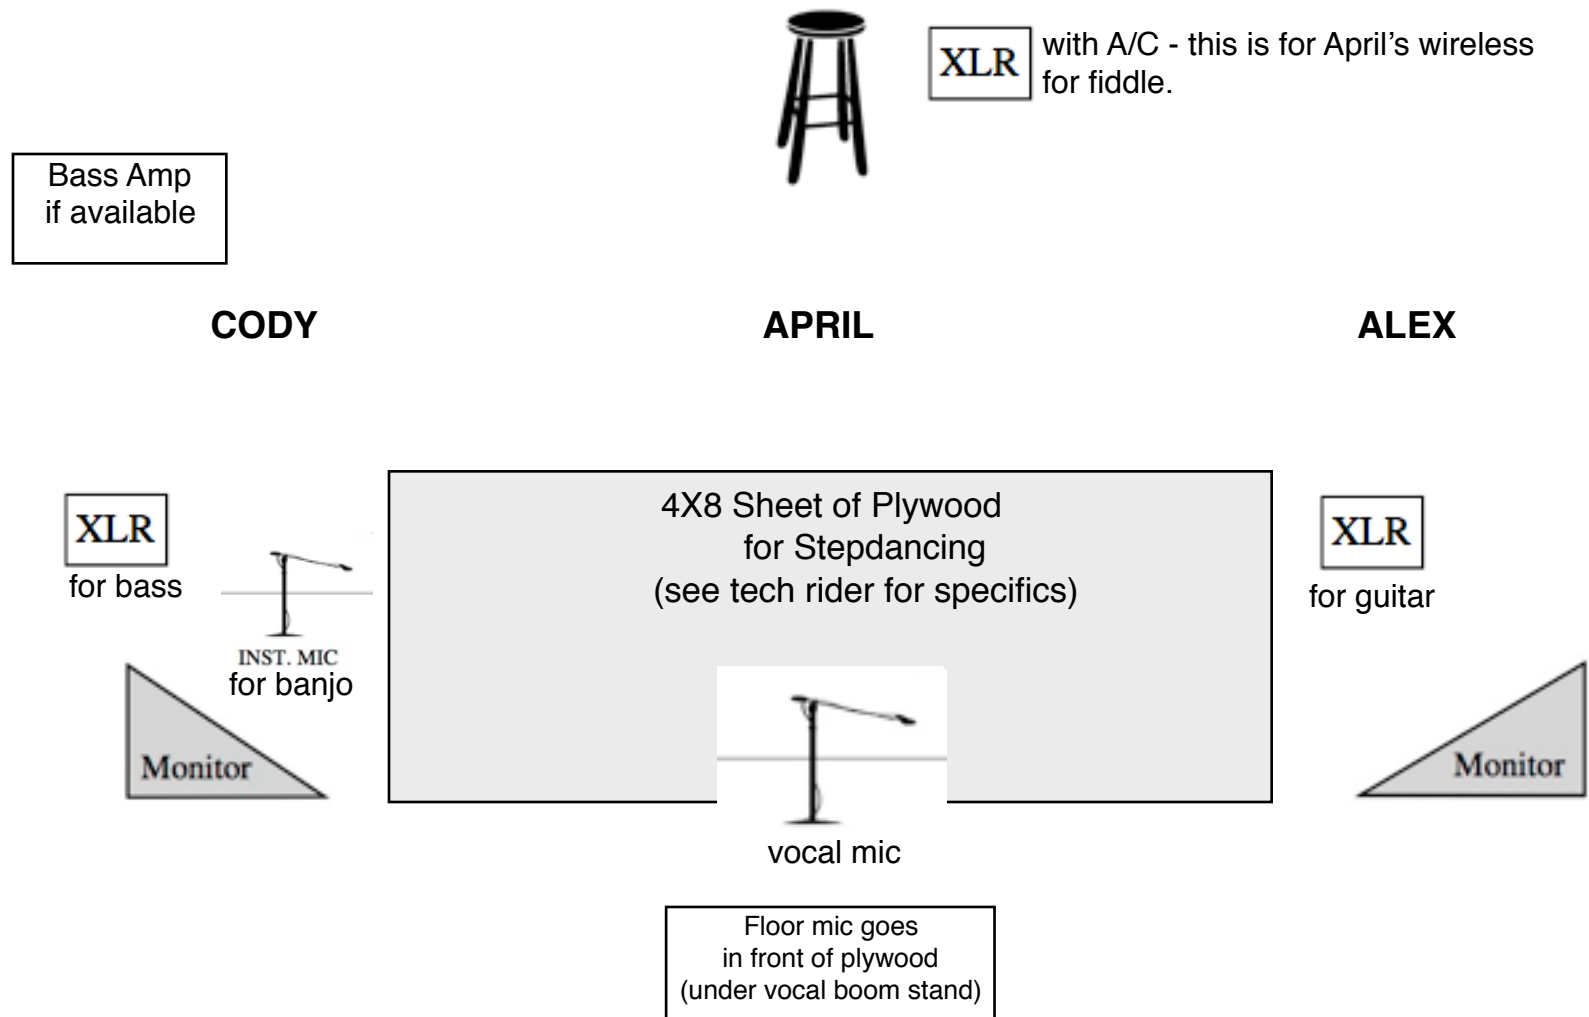 XLR
with A/C - this is for April’s wireless
for fiddle.
Bass Amp
if available
CODY
APRIL
ALEX
XLR
for bass
INST. MIC
for banjo
Monitor
4X8 Sheet of Plywood
for Stepdancing
(see tech rider for specifics)
XLR
for guitar
Monitor
vocal mic
Floor mic goes
in front of plywood
(under vocal boom stand)